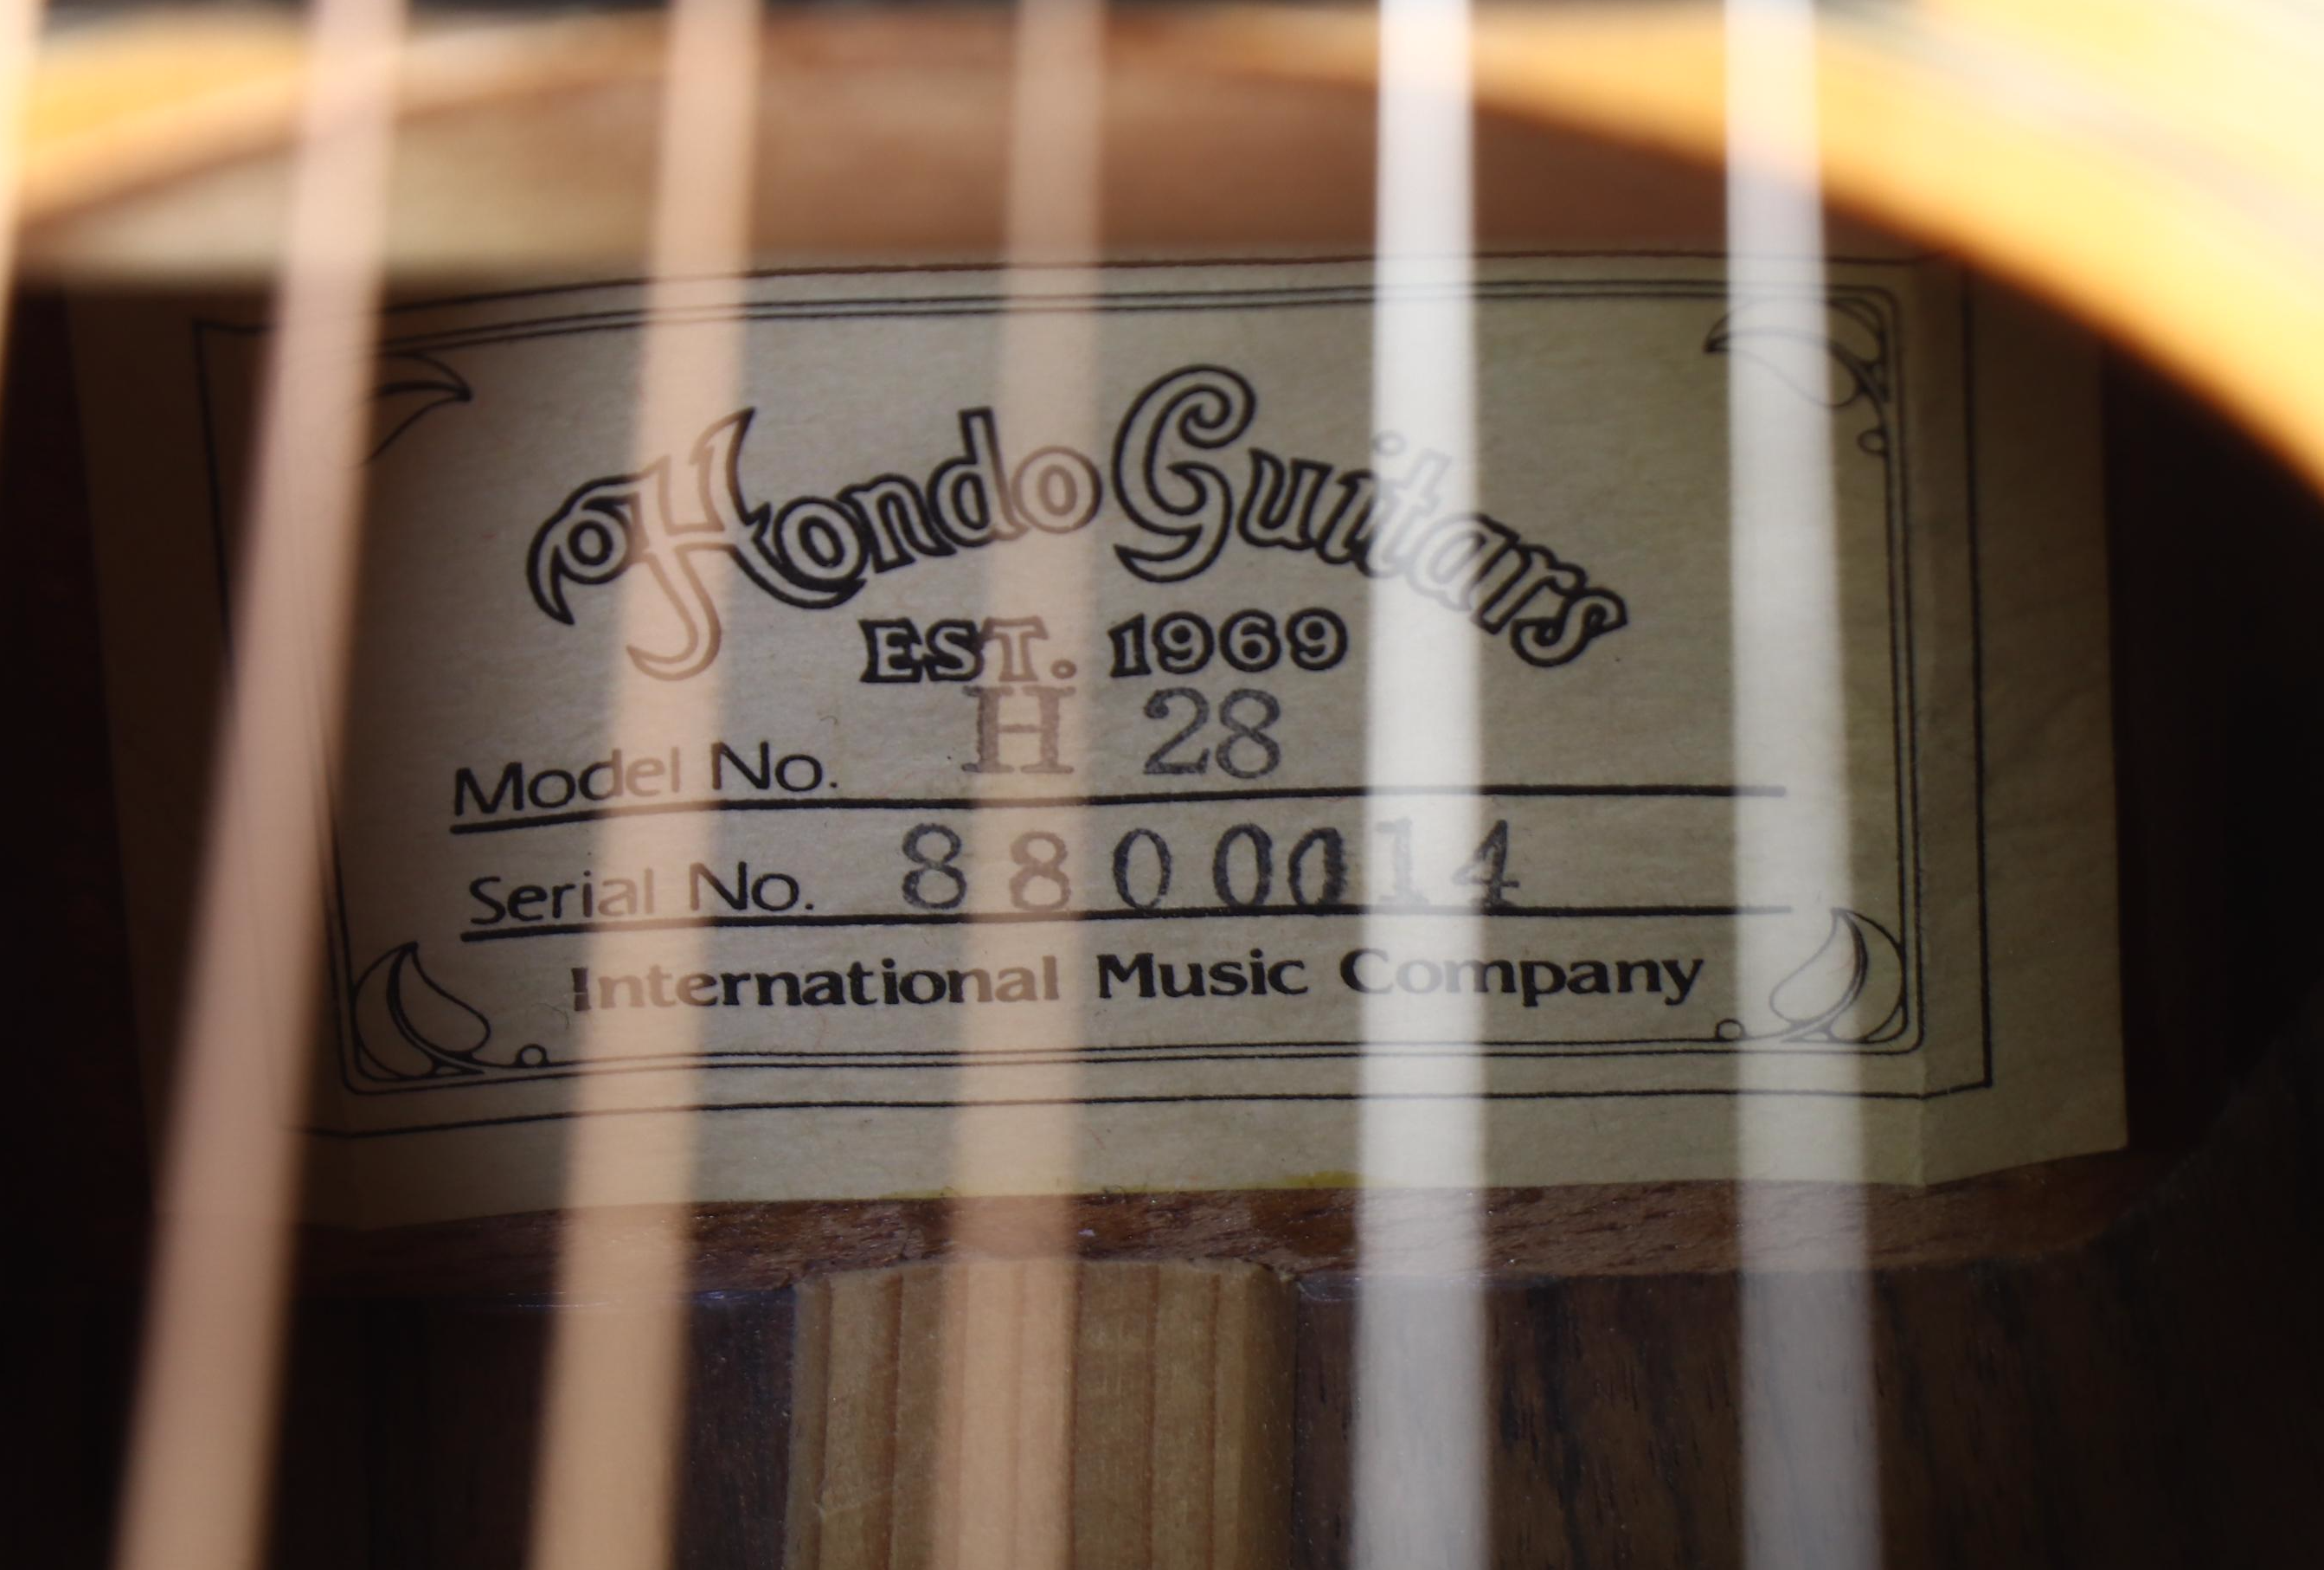 Hondo Guitars
EST. 1969
Model No. H 28
Serial No. 8800014
International Music Company